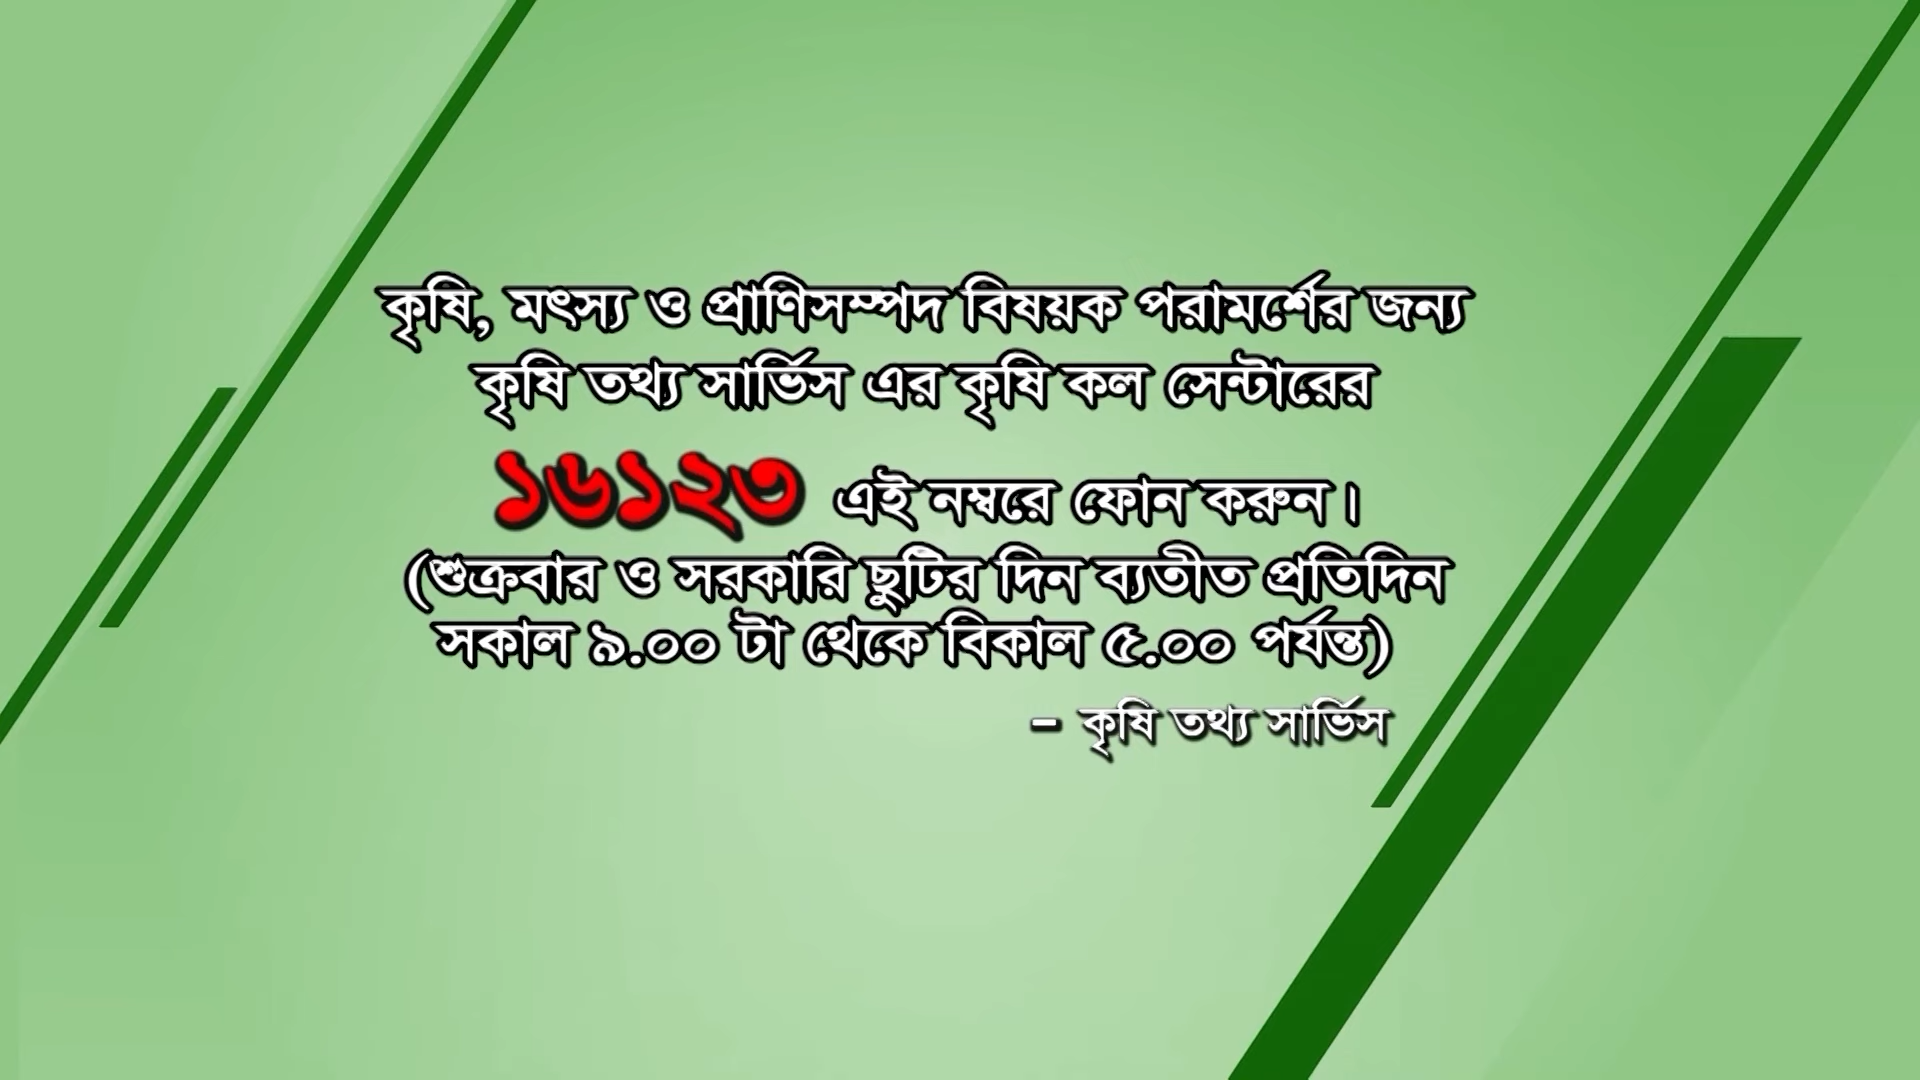 কৃষি, মৎস্য ও প্রাণিসম্পদ বিষয়ক পরামর্শের জন্য
কৃষি তথ্য সার্ভিস এর কৃষি কল সেন্টারের
১৬১২৩ এই নম্বরে ফোন করুন।
(শুক্রবার ও সরকারি ছুটির দিন ব্যতীত প্রতিদিন
সকাল ৯.০০ টা থেকে বিকাল ৫.০০ পর্যন্ত)
- কৃষি তথ্য সার্ভিস